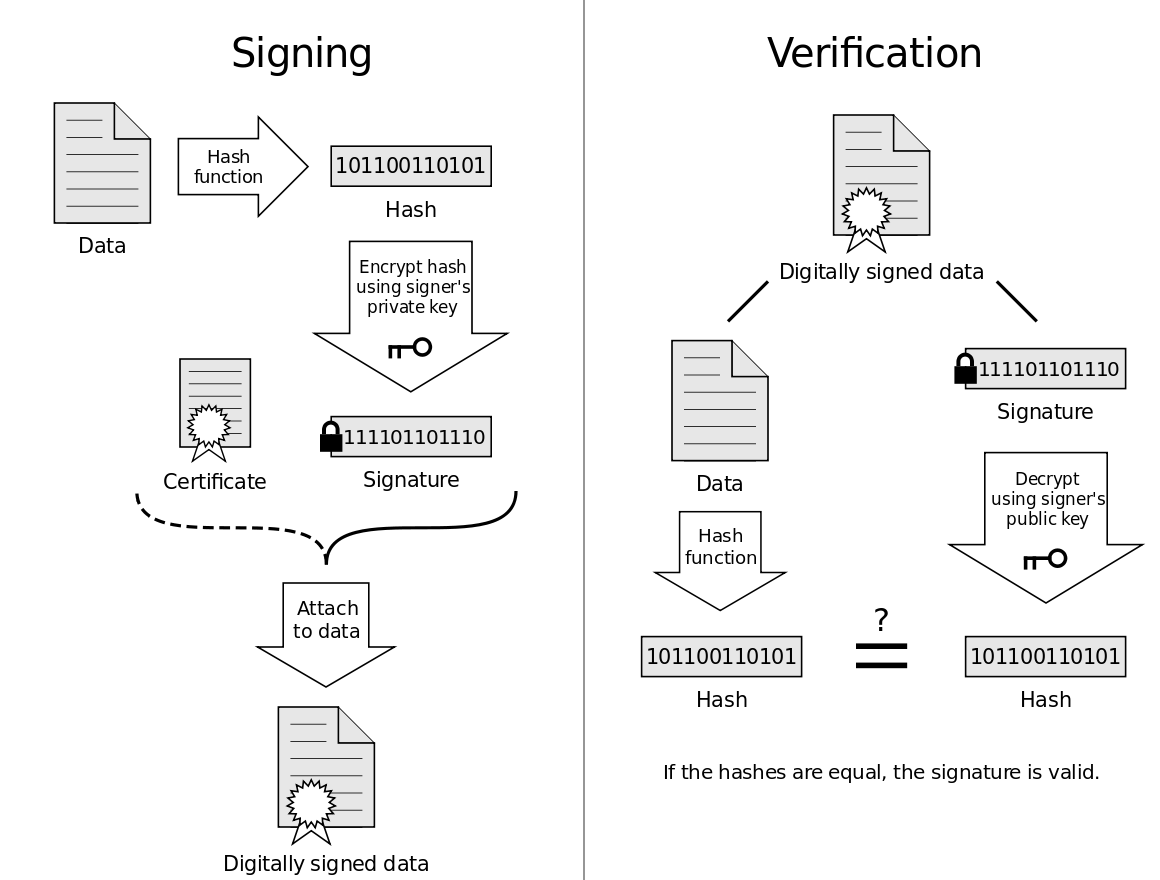 Signing
Hash
function
101100110101
Hash
Data
Encrypt hash
using signer's
private key
111101101110
Certificate
Signature
Attach
to data
Digitally signed data
Verification
Digitally signed data
111101101110
Signature
Data
Decrypt
using signer's
public key
Hash
function
?
101100110101
101100110101
Hash
Hash
If the hashes are equal, the signature is valid.